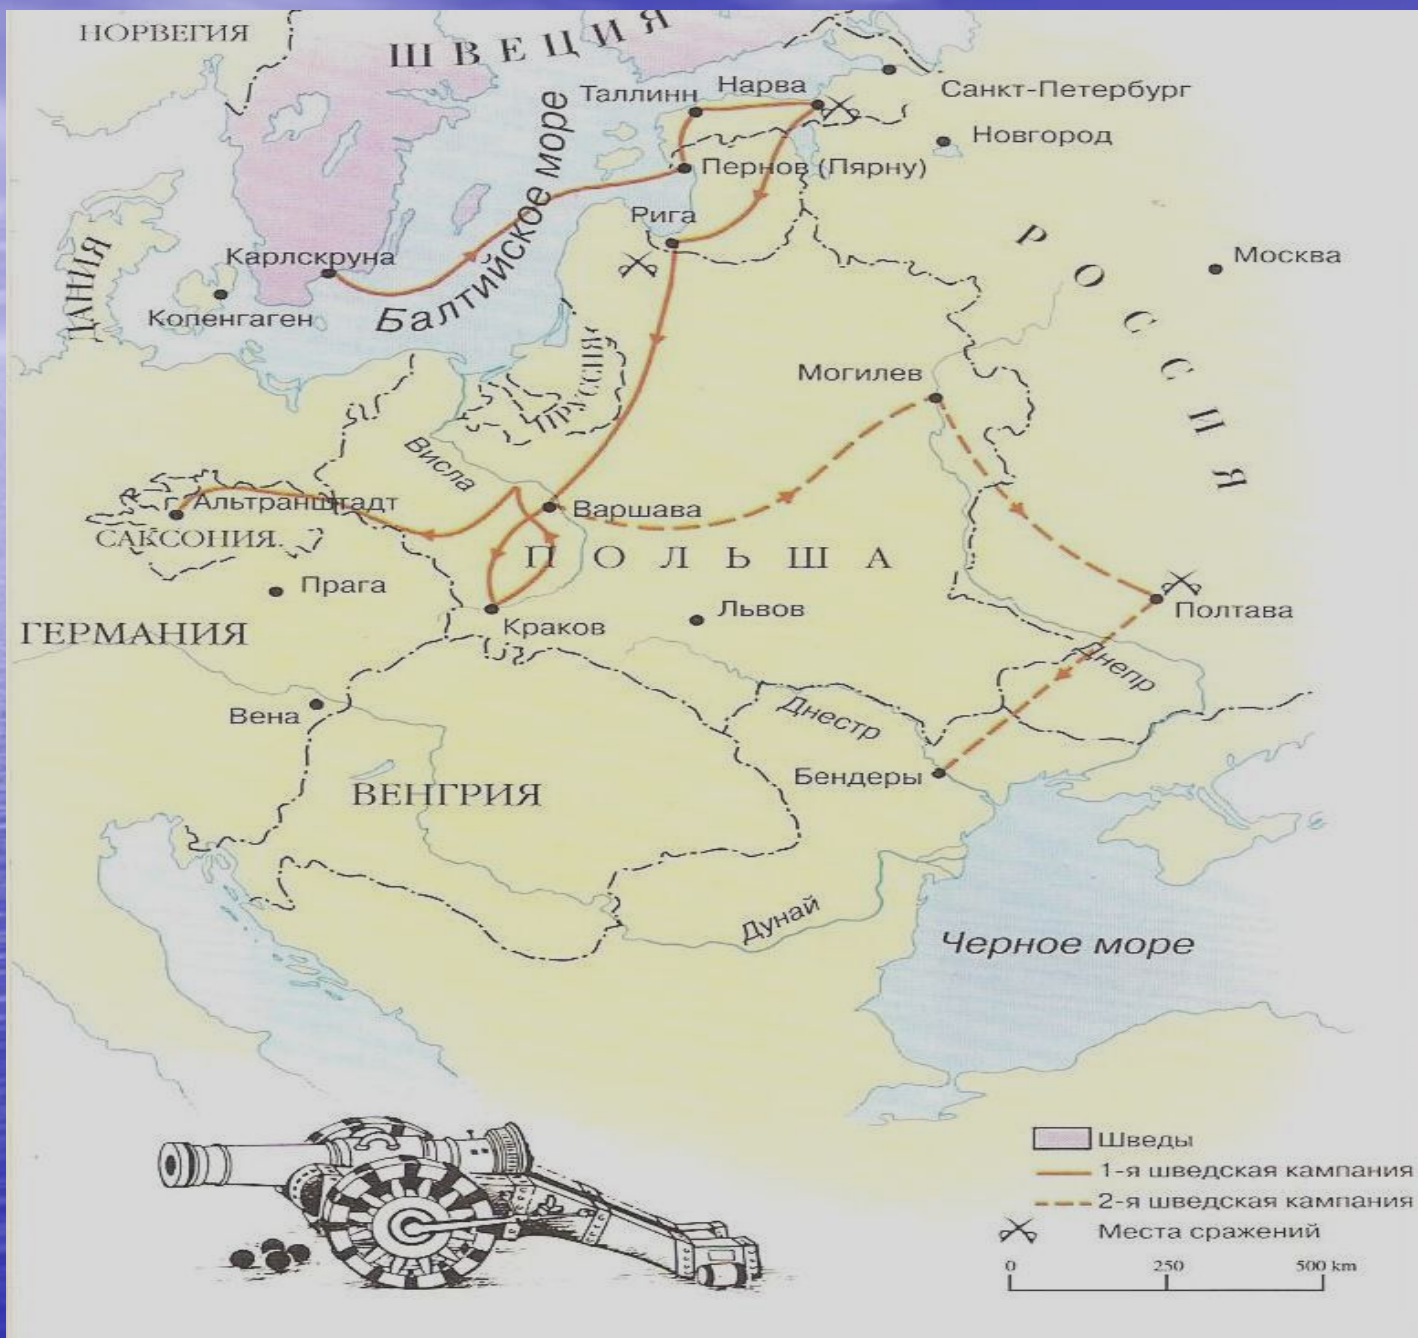 НОРВЕГИЯ
ШВЕЦИЯ
Таллинн
Нарва
Санкт-Петербург
Новгород
Балтийское море
Пернов (Пярну)
Рига
РОССИЯ
Москва
ДАНИЯ
Карлскруна
Копенгаген
ПРУССИЯ
Могилев
Висла
г. Альтранштадт
Варшава
САКСОНИЯ
ПОЛЬША
Прага
Львов
Полтава
ГЕРМАНИЯ
Краков
Днепр
Вена
Днестр
Бендеры
ВЕНГРИЯ
Дунай
Черное море
Шведы
1-я шведская кампания
2-я шведская кампания
Места сражений
0 250 500 km